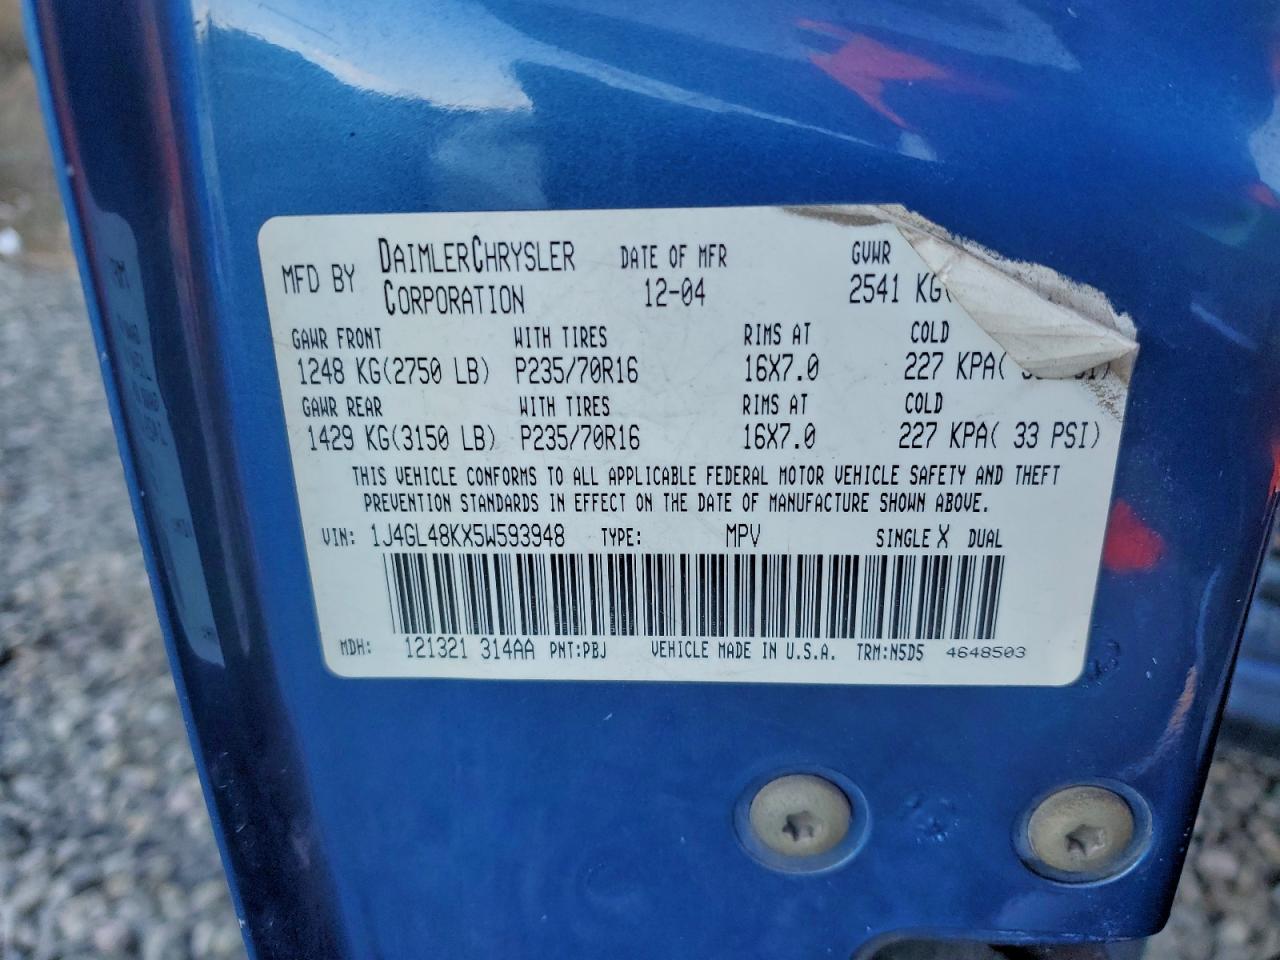 MFD BY DAIMLERCHRYSLER CORPORATION DATE OF MFR 12-04 GVWR 2541 KG(
GAWR FRONT WITH TIRES RIMS AT COLD
1248 KG(2750 LB) P235/70R16 16X7.0 227 KPA(
GAWR REAR WITH TIRES RIMS AT COLD
1429 KG(3150 LB) P235/70R16 16X7.0 227 KPA( 33 PSI)
THIS VEHICLE CONFORMS TO ALL APPLICABLE FEDERAL MOTOR VEHICLE SAFETY AND THEFT
PREVENTION STANDARDS IN EFFECT ON THE DATE OF MANUFACTURE SHOWN ABOVE.
VIN: 1J4GL48KX5W593948 TYPE: MPV SINGLE X DUAL
MDH: 121321 314AA PNT:PBJ VEHICLE MADE IN U.S.A. TRM:N5D5 4648503